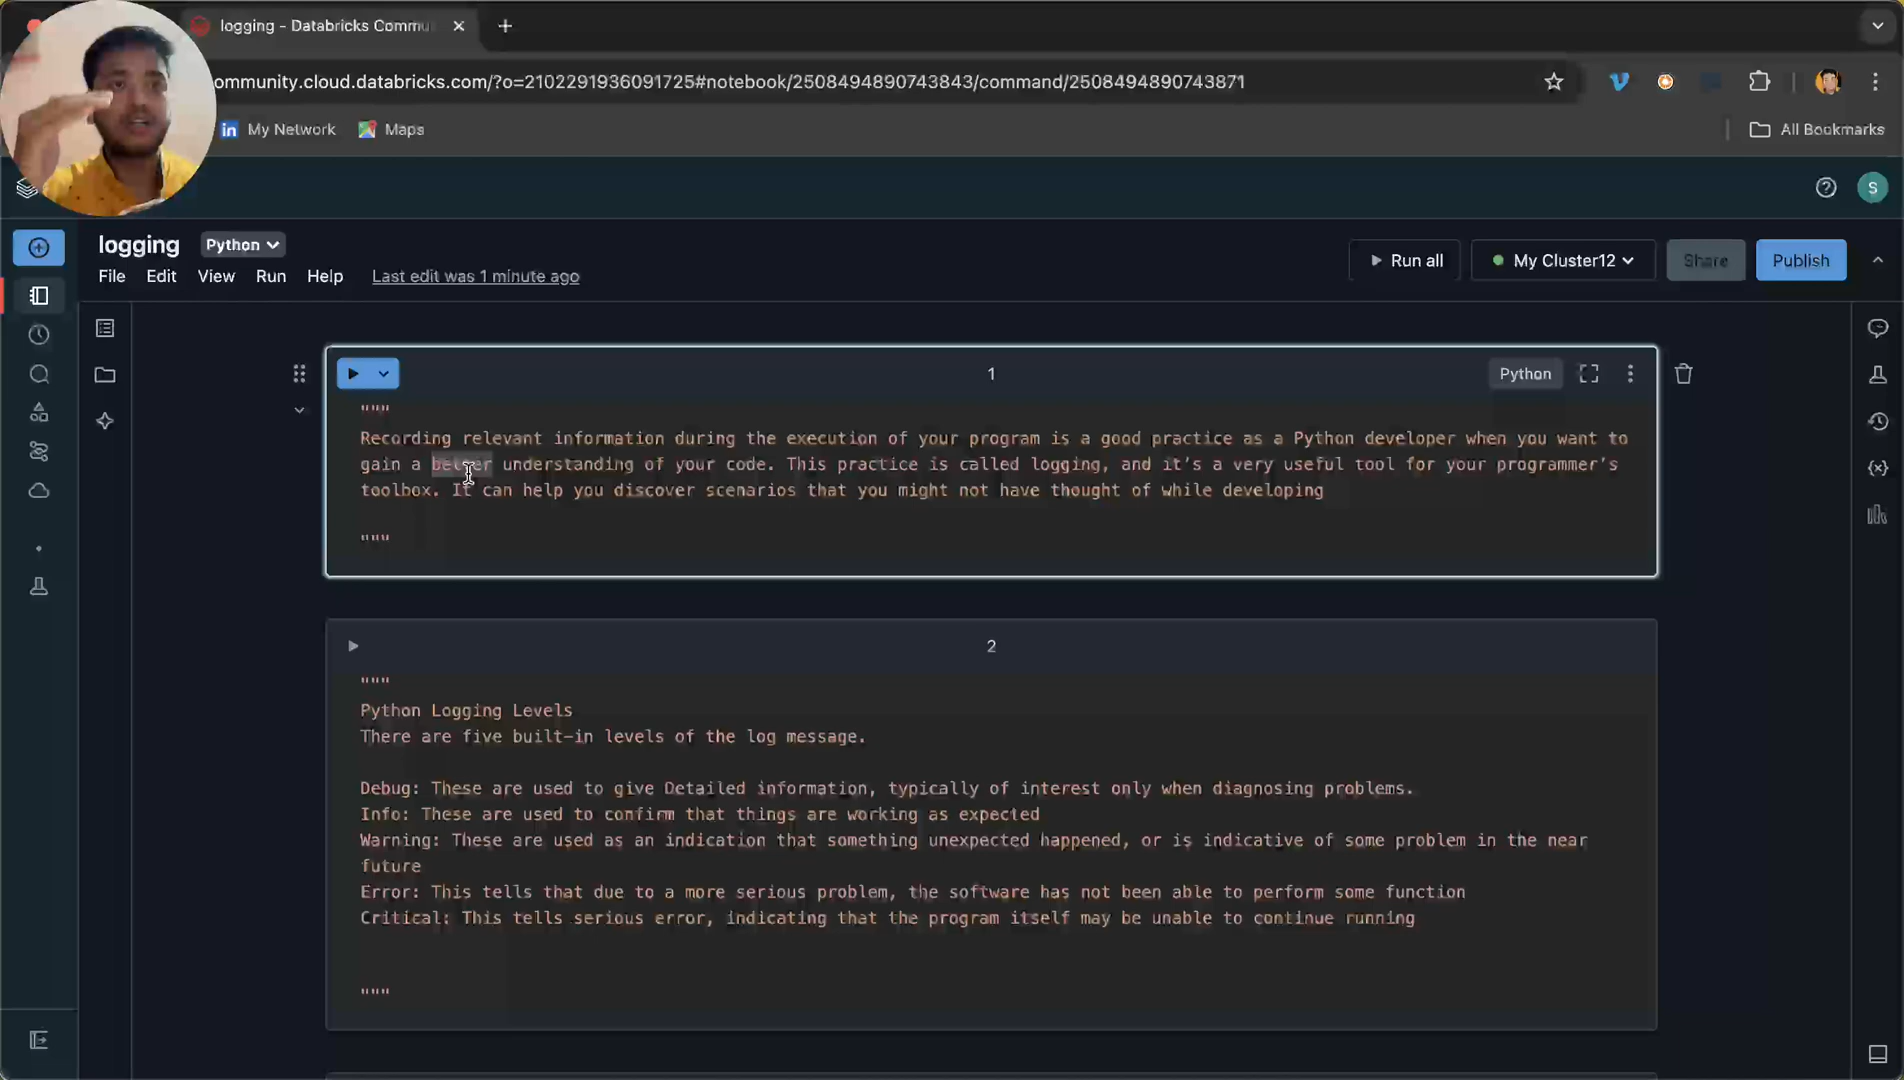 logging - Databricks Commu
ommunity.cloud.databricks.com/?o=2102291936091725#notebook/2508494890743843/command/2508494890743871
My Network
Maps
All Bookmarks
S
logging
Python
File
Edit
View
Run
Help
Last edit was 1 minute ago
Run all
My Cluster12
Share
Publish
1
Python
"""
Recording relevant information during the execution of your program is a good practice as a Python developer when you want to
gain a better understanding of your code. This practice is called logging, and it’s a very useful tool for your programmer’s
toolbox. It can help you discover scenarios that you might not have thought of while developing
"""
2
"""
Python Logging Levels
There are five built-in levels of the log message.
Debug: These are used to give Detailed information, typically of interest only when diagnosing problems.
Info: These are used to confirm that things are working as expected
Warning: These are used as an indication that something unexpected happened, or is indicative of some problem in the near
future
Error: This tells that due to a more serious problem, the software has not been able to perform some function
Critical: This tells serious error, indicating that the program itself may be unable to continue running
"""